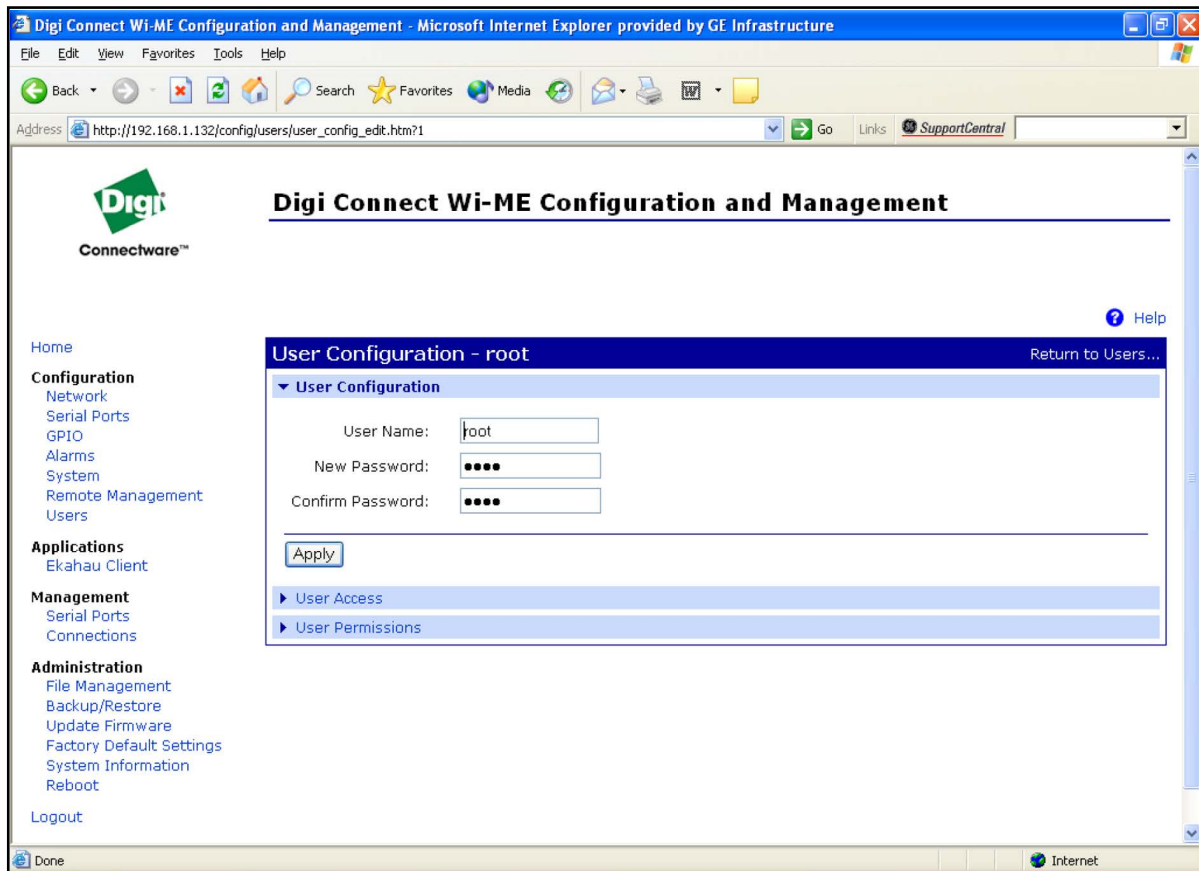 Digi Connect Wi-ME Configuration and Management - Microsoft Internet Explorer provided by GE Infrastructure
File Edit View Favorites Tools Help
Back Search Favorites Media
Address http://192.168.1.132/config/users/user_config_edit.htm?1 Go Links SupportCentral
Digi
Connectware™
Digi Connect Wi-ME Configuration and Management
Help
Home
Configuration
Network
Serial Ports
GPIO
Alarms
System
Remote Management
Users
Applications
Ekahau Client
Management
Serial Ports
Connections
Administration
File Management
Backup/Restore
Update Firmware
Factory Default Settings
System Information
Reboot
Logout
User Configuration - root Return to Users...
User Configuration
User Name: root
New Password: ••••
Confirm Password: ••••
Apply
User Access
User Permissions
Done Internet